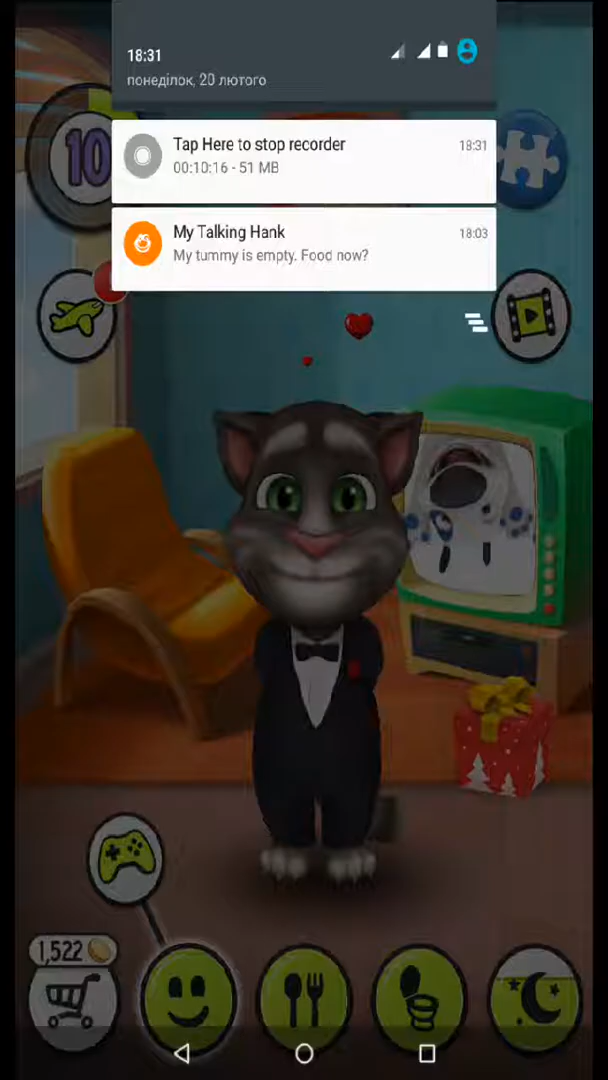 18:31
понеділок, 20 лютого
Tap Here to stop recorder
18:31
00:10:16 - 51 MB
My Talking Hank
18:03
My tummy is empty. Food now?
10
1,522